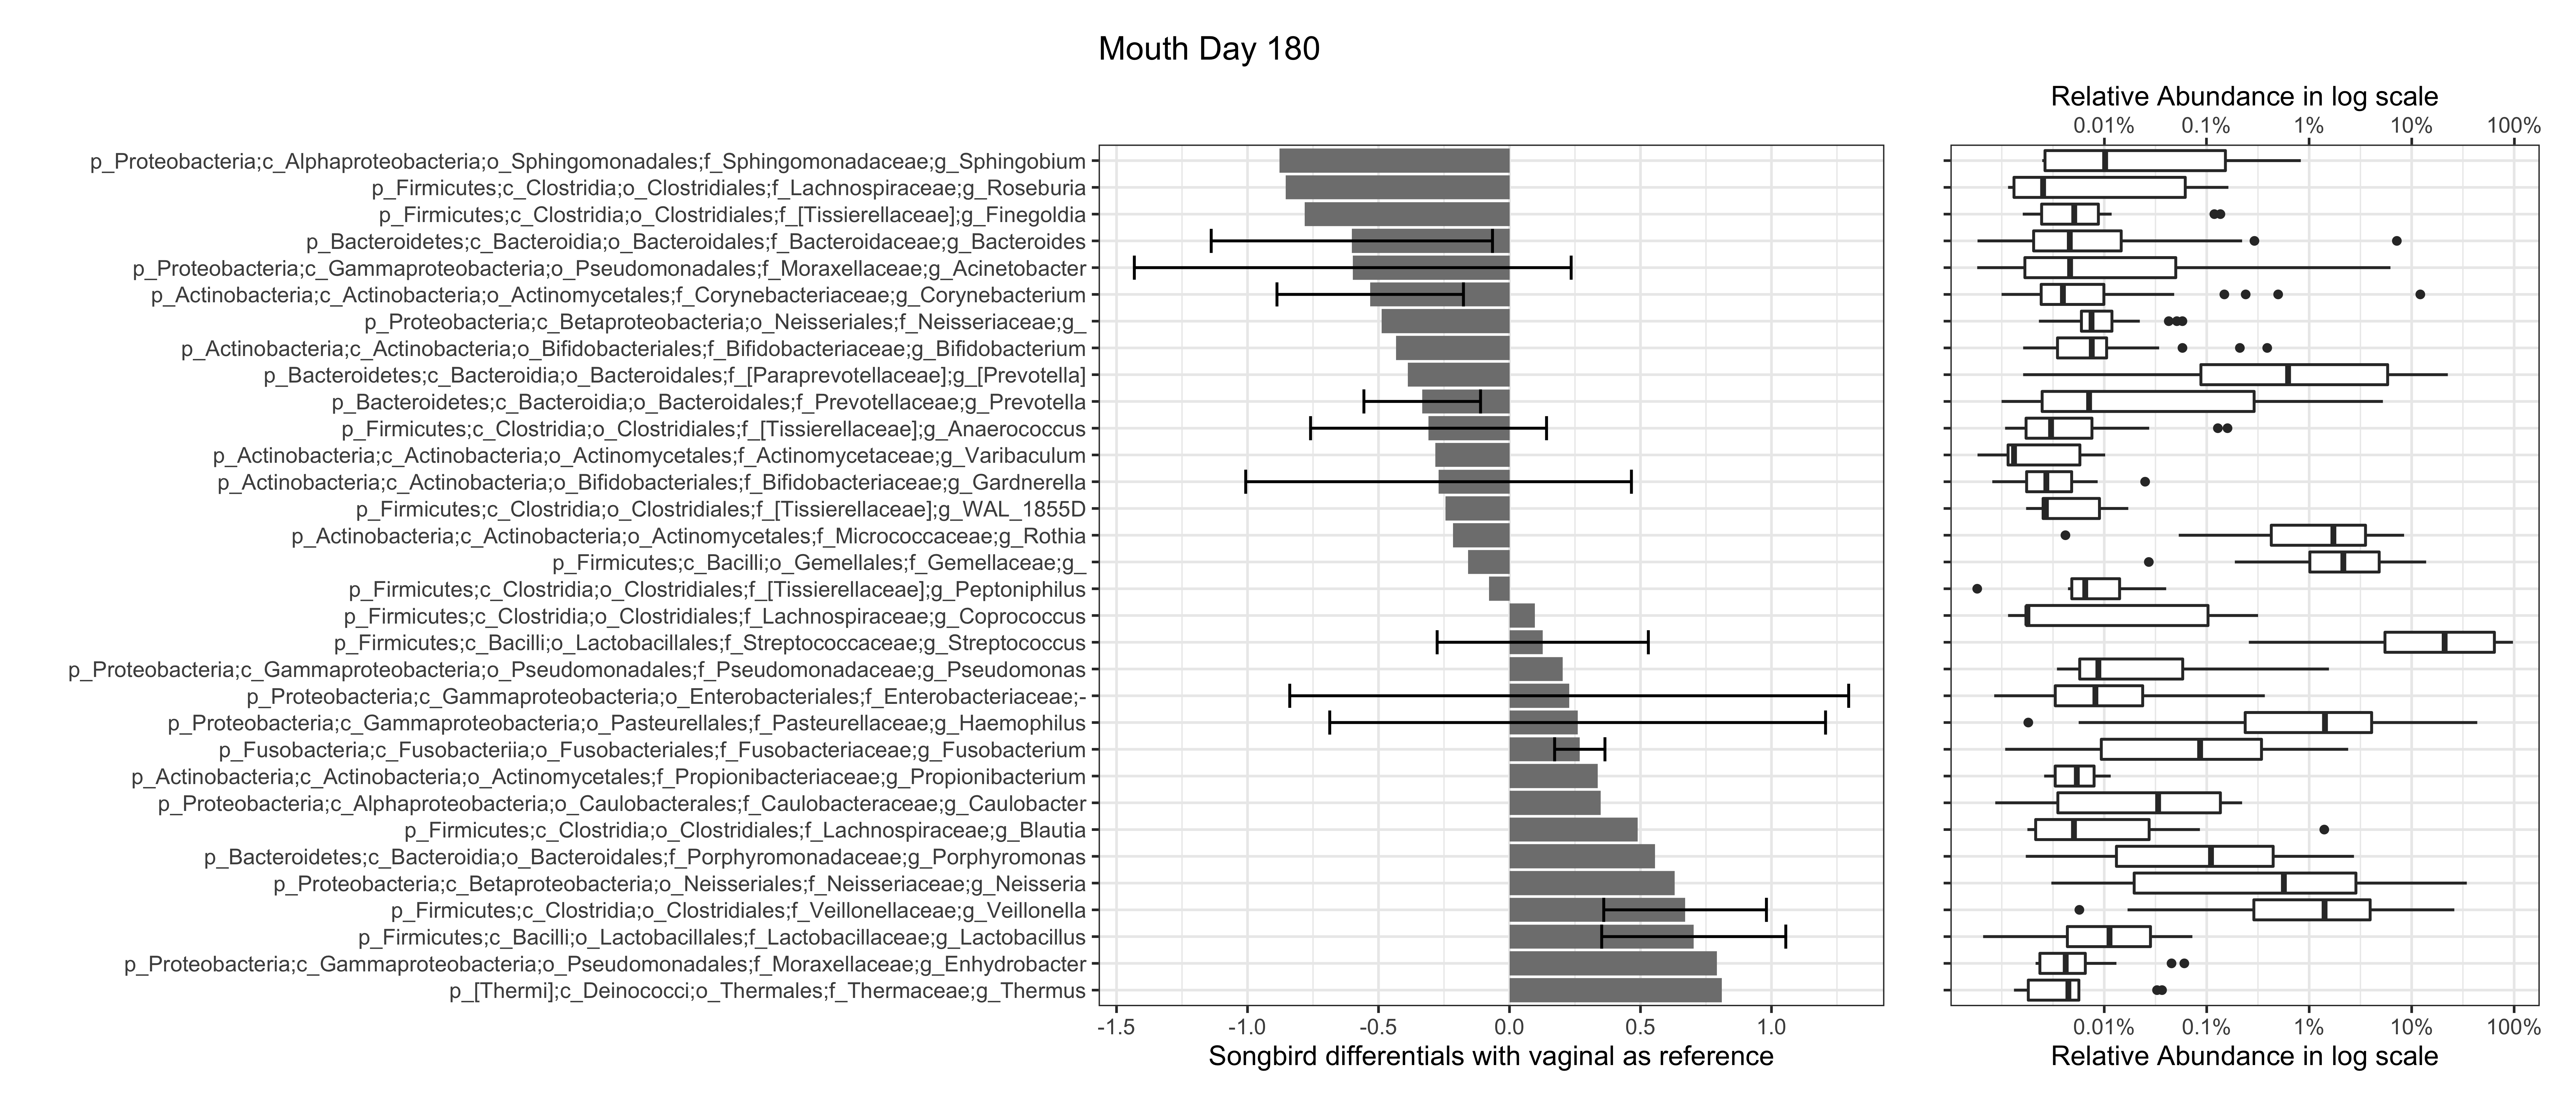 Mouth Day 180
Relative Abundance in log scale
0.01% 0.1% 1% 10% 100%
p_Proteobacteria;c_Alphaproteobacteria;o_Sphingomonadales;f_Sphingomonadaceae;g_Sphingobium
p_Firmicutes;c_Clostridia;o_Clostridiales;f_Lachnospiraceae;g_Roseburia
p_Firmicutes;c_Clostridia;o_Clostridiales;f_[Tissierellaceae];g_Finegoldia
p_Bacteroidetes;c_Bacteroidia;o_Bacteroidales;f_Bacteroidaceae;g_Bacteroides
p_Proteobacteria;c_Gammaproteobacteria;o_Pseudomonadales;f_Moraxellaceae;g_Acinetobacter
p_Actinobacteria;c_Actinobacteria;o_Actinomycetales;f_Corynebacteriaceae;g_Corynebacterium
p_Proteobacteria;c_Betaproteobacteria;o_Neisseriales;f_Neisseriaceae;g_
p_Actinobacteria;c_Actinobacteria;o_Bifidobacteriales;f_Bifidobacteriaceae;g_Bifidobacterium
p_Bacteroidetes;c_Bacteroidia;o_Bacteroidales;f_[Paraprevotellaceae];g_[Prevotella]
p_Bacteroidetes;c_Bacteroidia;o_Bacteroidales;f_Prevotellaceae;g_Prevotella
p_Firmicutes;c_Clostridia;o_Clostridiales;f_[Tissierellaceae];g_Anaerococcus
p_Actinobacteria;c_Actinobacteria;o_Actinomycetales;f_Actinomycetaceae;g_Varibaculum
p_Actinobacteria;c_Actinobacteria;o_Bifidobacteriales;f_Bifidobacteriaceae;g_Gardnerella
p_Firmicutes;c_Clostridia;o_Clostridiales;f_[Tissierellaceae];g_WAL_1855D
p_Actinobacteria;c_Actinobacteria;o_Actinomycetales;f_Micrococcaceae;g_Rothia
p_Firmicutes;c_Bacilli;o_Gemellales;f_Gemellaceae;g_
p_Firmicutes;c_Clostridia;o_Clostridiales;f_[Tissierellaceae];g_Peptoniphilus
p_Firmicutes;c_Clostridia;o_Clostridiales;f_Lachnospiraceae;g_Coprococcus
p_Firmicutes;c_Bacilli;o_Lactobacillales;f_Streptococcaceae;g_Streptococcus
p_Proteobacteria;c_Gammaproteobacteria;o_Pseudomonadales;f_Pseudomonadaceae;g_Pseudomonas
p_Proteobacteria;c_Gammaproteobacteria;o_Enterobacteriales;f_Enterobacteriaceae;-
p_Proteobacteria;c_Gammaproteobacteria;o_Pasteurellales;f_Pasteurellaceae;g_Haemophilus
p_Fusobacteria;c_Fusobacteriia;o_Fusobacteriales;f_Fusobacteriaceae;g_Fusobacterium
p_Actinobacteria;c_Actinobacteria;o_Actinomycetales;f_Propionibacteriaceae;g_Propionibacterium
p_Proteobacteria;c_Alphaproteobacteria;o_Caulobacterales;f_Caulobacteraceae;g_Caulobacter
p_Firmicutes;c_Clostridia;o_Clostridiales;f_Lachnospiraceae;g_Blautia
p_Bacteroidetes;c_Bacteroidia;o_Bacteroidales;f_Porphyromonadaceae;g_Porphyromonas
p_Proteobacteria;c_Betaproteobacteria;o_Neisseriales;f_Neisseriaceae;g_Neisseria
p_Firmicutes;c_Clostridia;o_Clostridiales;f_Veillonellaceae;g_Veillonella
p_Firmicutes;c_Bacilli;o_Lactobacillales;f_Lactobacillaceae;g_Lactobacillus
p_Proteobacteria;c_Gammaproteobacteria;o_Pseudomonadales;f_Moraxellaceae;g_Enhydrobacter
p_[Thermi];c_Deinococci;o_Thermales;f_Thermaceae;g_Thermus
-1.5 -1.0 -0.5 0.0 0.5 1.0
Songbird differentials with vaginal as reference
0.01% 0.1% 1% 10% 100%
Relative Abundance in log scale